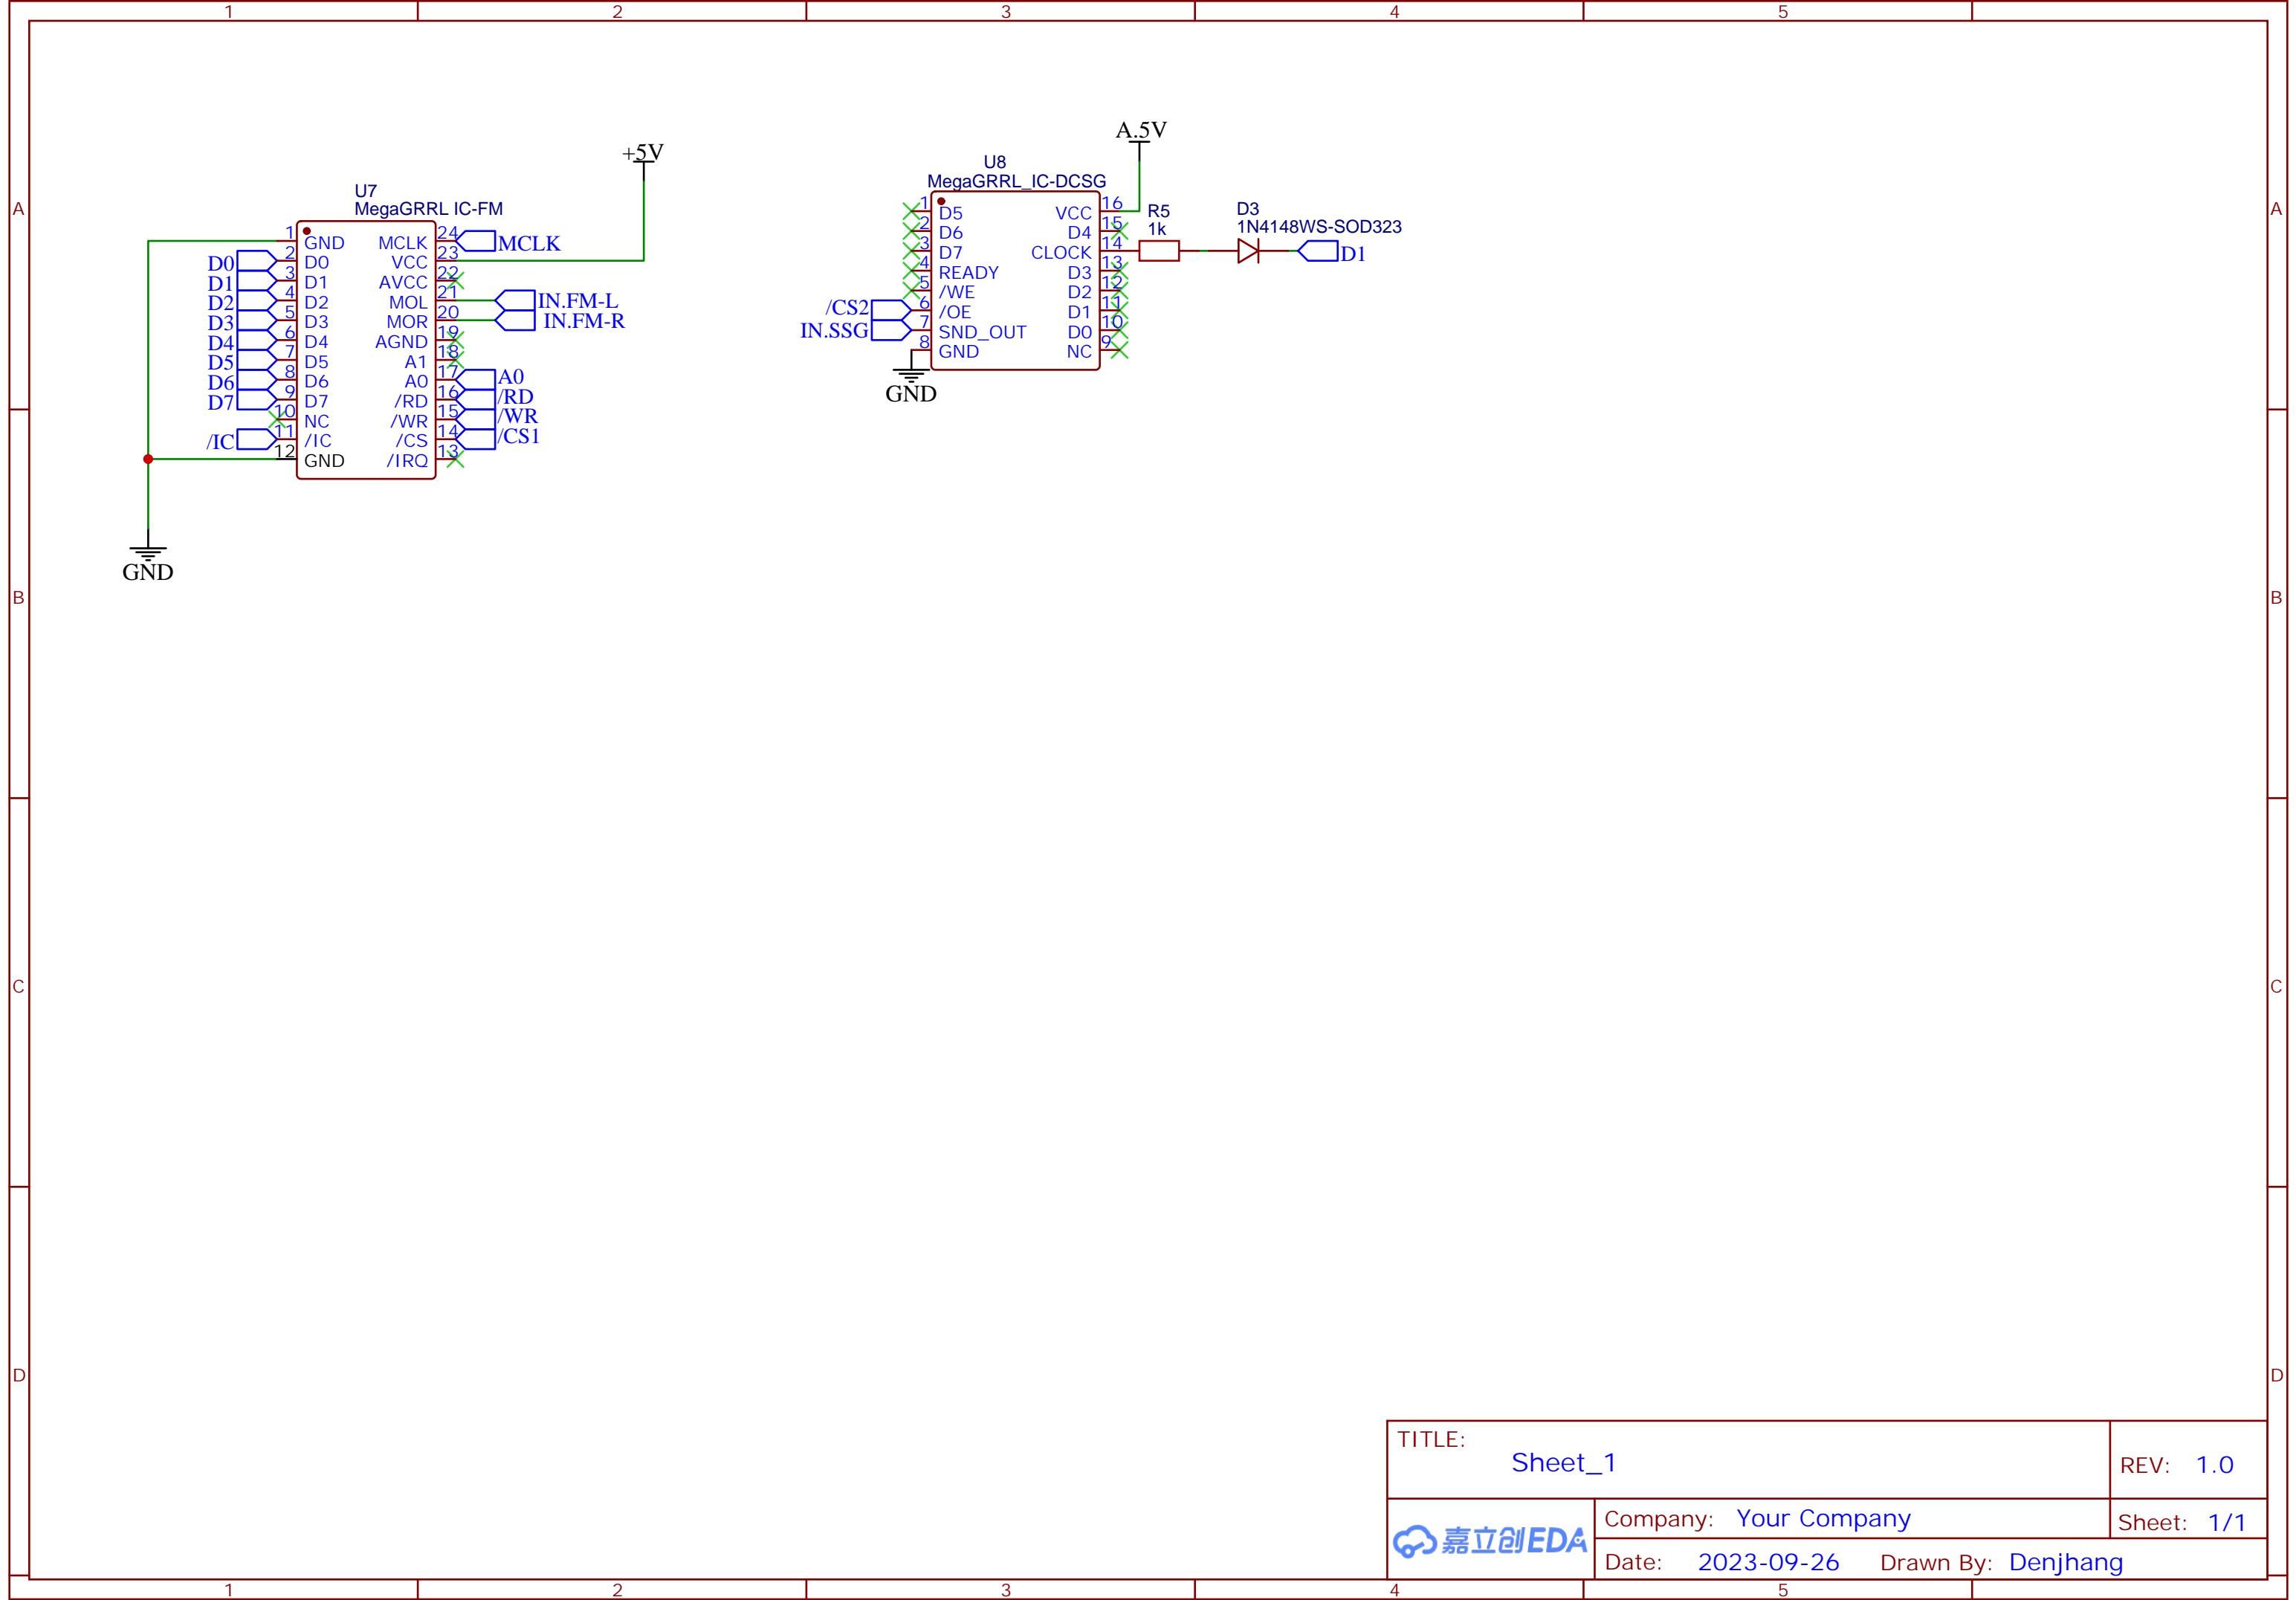 1 2 3 4 5
A A
B B
C C
D D
1 2 3 4 5
+5V
U7
MegaGRRL IC-FM
1 GND MCLK 24 MCLK
D0 2 D0 VCC 23
D1 3 D1 AVCC 22
D2 4 D2 MOL 21 IN.FM-L
D3 5 D3 MOR 20 IN.FM-R
D4 6 D4 AGND 19
D5 7 D5 A1 18
D6 8 D6 A0 17 A0
D7 9 D7 /RD 16 /RD
10 NC /WR 15 /WR
/IC 11 /IC /CS 14 /CS1
12 GND /IRQ 13
GND
A.5V
U8
MegaGRRL_IC-DCSG
1 D5 VCC 16
2 D6 D4 15
3 D7 CLOCK 14
4 READY D3 13
5 /WE D2 12
/CS2 6 /OE D1 11
IN.SSG 7 SND_OUT D0 10
8 GND NC 9
GND
R5
1k
D3
1N4148WS-SOD323
D1
TITLE:
Sheet_1
REV: 1.0
嘉立创EDA
Company: Your Company
Sheet: 1/1
Date: 2023-09-26 Drawn By: Denjhang